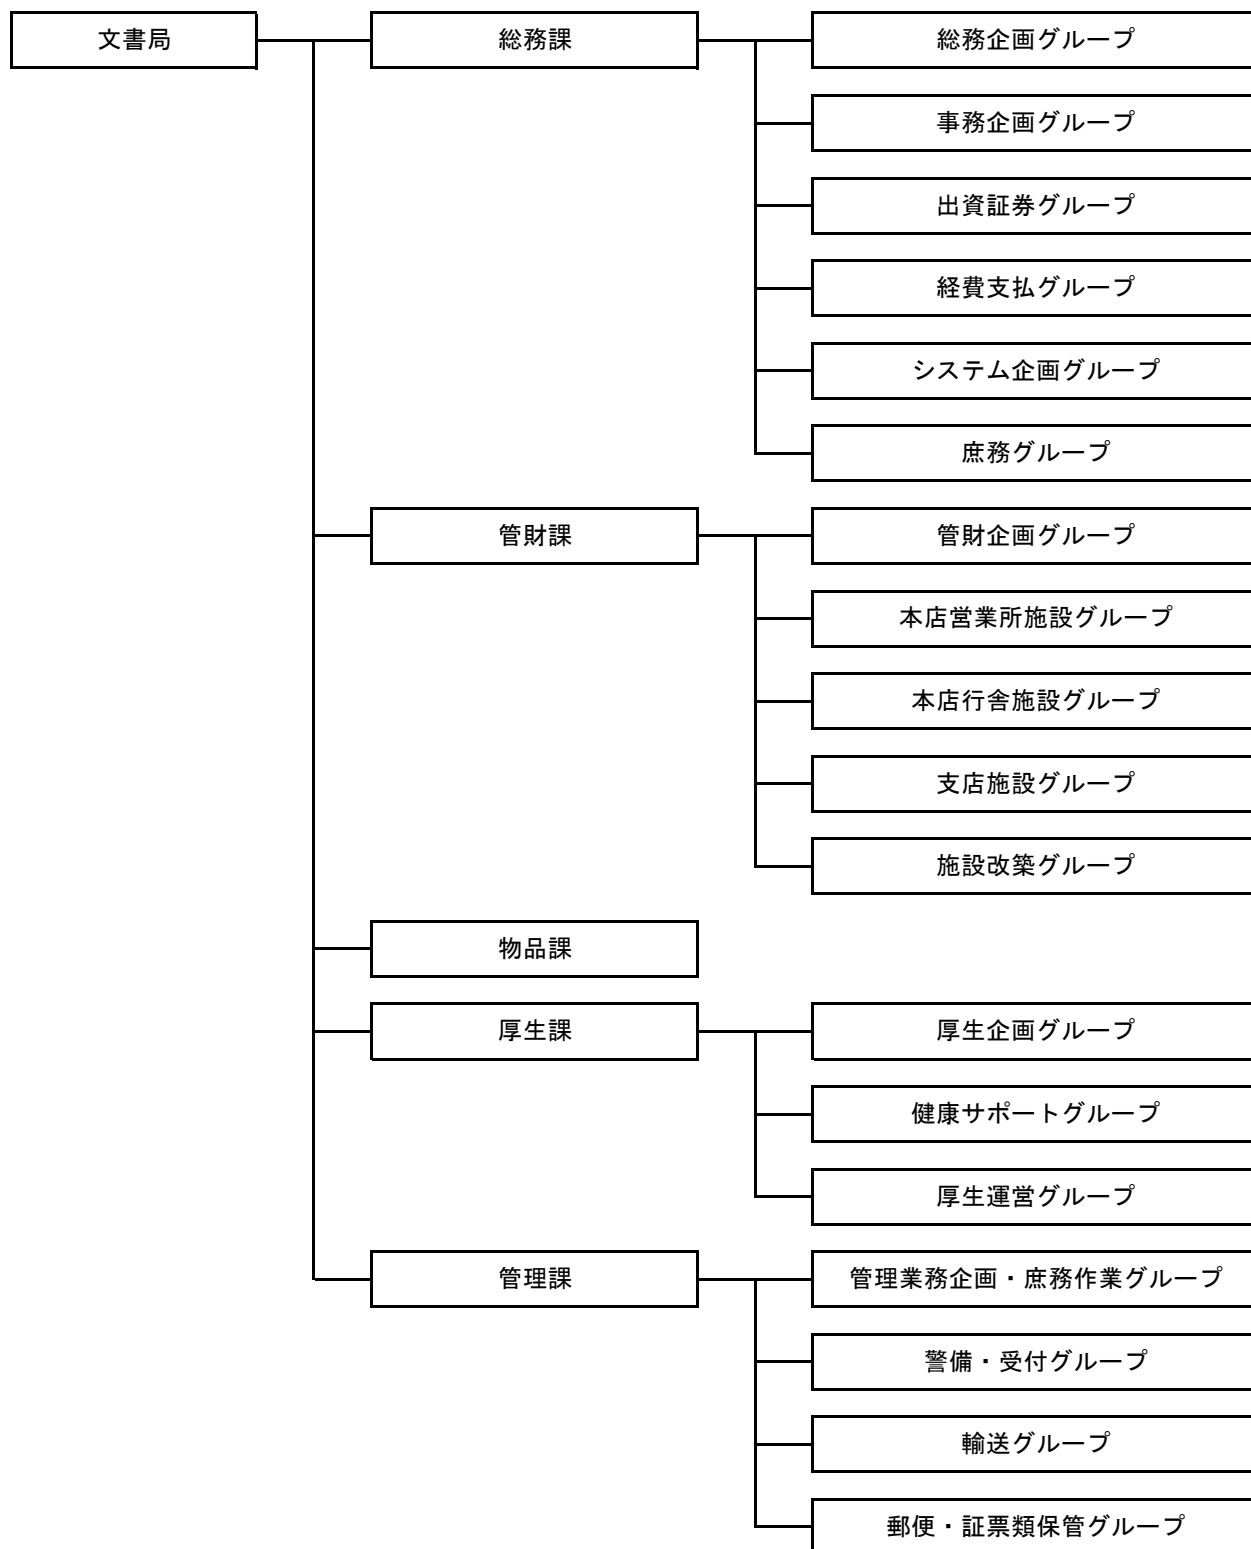 文書局
総務課
総務企画グループ
事務企画グループ
出資証券グループ
経費支払グループ
システム企画グループ
庶務グループ
管財課
管財企画グループ
本店営業所施設グループ
本店行舎施設グループ
支店施設グループ
施設改築グループ
物品課
厚生課
厚生企画グループ
健康サポートグループ
厚生運営グループ
管理課
管理業務企画・庶務作業グループ
警備・受付グループ
輸送グループ
郵便・証票類保管グループ